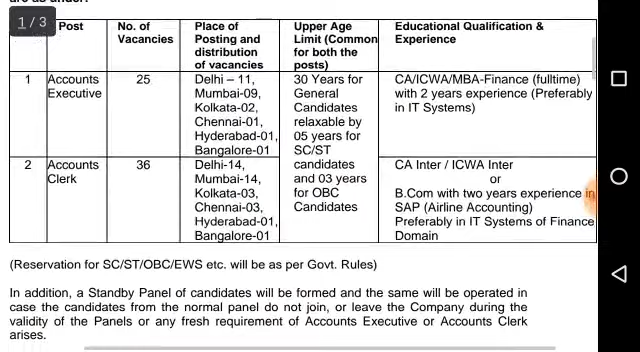 are as under:
1 / 3
Post
No. of
Vacancies
Place of
Posting and
distribution
of vacancies
Upper Age
Limit (Common
for both the
posts)
Educational Qualification &
Experience
1
Accounts
Executive
25
Delhi – 11,
Mumbai-09,
Kolkata-02,
Chennai-01,
Hyderabad-01,
Bangalore-01
30 Years for
General
Candidates
relaxable by
05 years for
SC/ST
candidates
and 03 years
for OBC
Candidates
CA/ICWA/MBA-Finance (fulltime)
with 2 years experience (Preferably
in IT Systems)
2
Accounts
Clerk
36
Delhi-14,
Mumbai-14,
Kolkata-03,
Chennai-03,
Hyderabad-01,
Bangalore-01
CA Inter / ICWA Inter
or
B.Com with two years experience in
SAP (Airline Accounting)
Preferably in IT Systems of Finance
Domain
(Reservation for SC/ST/OBC/EWS etc. will be as per Govt. Rules)
In addition, a Standby Panel of candidates will be formed and the same will be operated in
case the candidates from the normal panel do not join, or leave the Company during the
validity of the Panels or any fresh requirement of Accounts Executive or Accounts Clerk
arises.